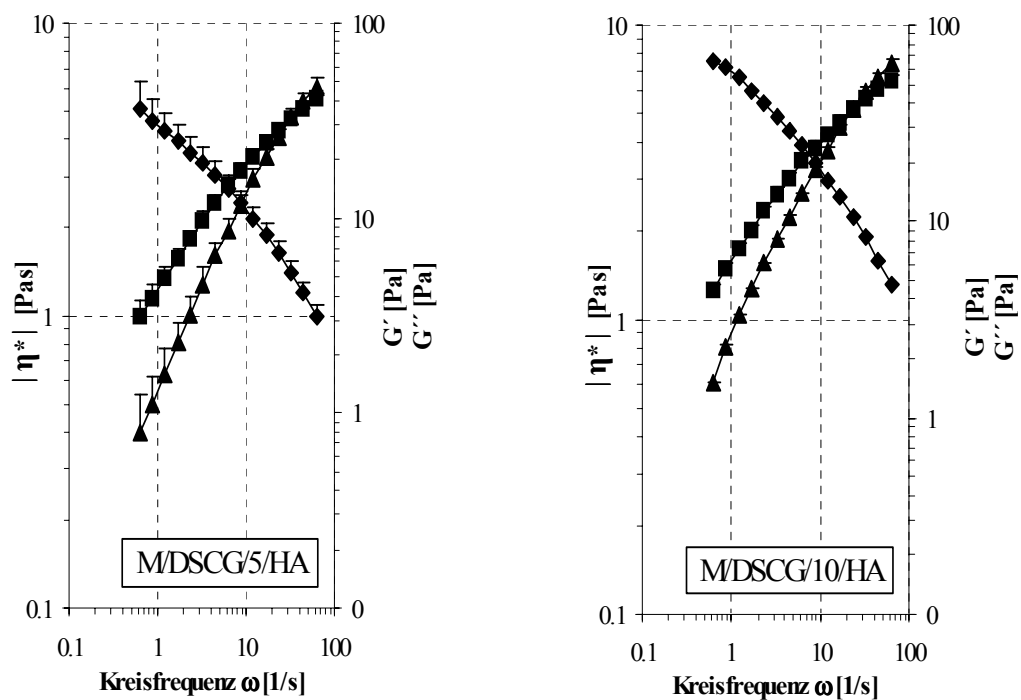 10
1
0.1
| η* | [Pas]
100
10
1
0
G´ [Pa]
G´´ [Pa]
M/DSCG/5/HA
0.1 1 10 100
Kreisfrequenz ω [1/s]
10
1
0.1
| η* | [Pas]
100
10
1
0
G´ [Pa]
G´´ [Pa]
M/DSCG/10/HA
0.1 1 10 100
Kreisfrequenz ω [1/s]